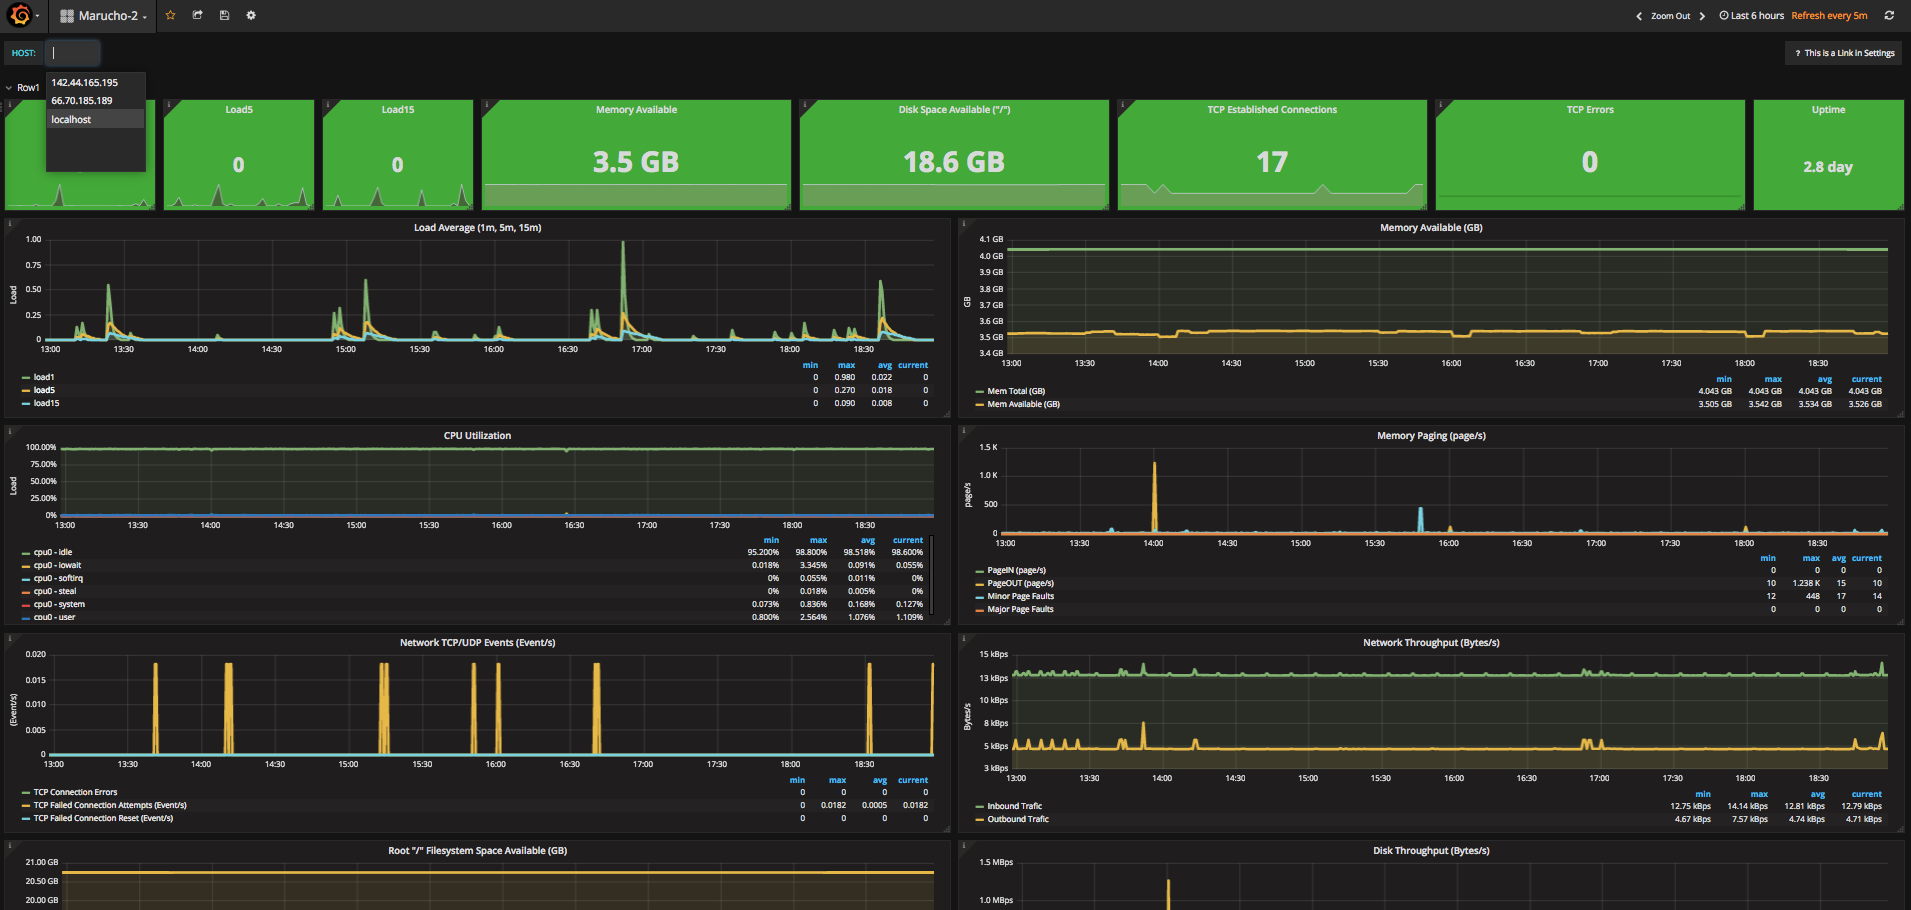 Marucho-2
Zoom Out
Last 6 hours Refresh every 5m
HOST:
? This is a Link in Settings
142.44.165.195
66.70.185.189
localhost
Row1
Load5
0
Load15
0
Memory Available
3.5 GB
Disk Space Available ("/")
18.6 GB
TCP Established Connections
17
TCP Errors
0
Uptime
2.8 day
Load Average (1m, 5m, 15m)
1.00
0.75
0.50
0.25
0
Load
13:00 13:30 14:00 14:30 15:00 15:30 16:00 16:30 17:00 17:30 18:00 18:30
min max avg current
load1 0 0.980 0.022 0
load5 0 0.270 0.018 0
load15 0 0.090 0.008 0
Memory Available (GB)
4.1 GB
4.0 GB
3.9 GB
3.8 GB
3.7 GB
3.6 GB
3.5 GB
3.4 GB
GB
13:00 13:30 14:00 14:30 15:00 15:30 16:00 16:30 17:00 17:30 18:00 18:30
min max avg current
Mem Total (GB) 4.043 GB 4.043 GB 4.043 GB 4.043 GB
Mem Available (GB) 3.505 GB 3.542 GB 3.534 GB 3.526 GB
CPU Utilization
100.00%
75.00%
50.00%
25.00%
0%
Load
13:00 13:30 14:00 14:30 15:00 15:30 16:00 16:30 17:00 17:30 18:00 18:30
min max avg current
cpu0 - idle 95.200% 98.800% 98.518% 98.600%
cpu0 - iowait 0.018% 3.345% 0.091% 0.055%
cpu0 - softirq 0% 0.055% 0.011% 0%
cpu0 - steal 0% 0.018% 0.005% 0%
cpu0 - system 0.073% 0.836% 0.168% 0.127%
cpu0 - user 0.800% 2.564% 1.076% 1.109%
Memory Paging (page/s)
1.5 K
1.0 K
500
0
page/s
13:00 13:30 14:00 14:30 15:00 15:30 16:00 16:30 17:00 17:30 18:00 18:30
min max avg current
PageIN (page/s) 0 0 0 0
PageOUT (page/s) 10 1.238 K 15 10
Minor Page Faults 12 448 17 14
Major Page Faults 0 0 0 0
Network TCP/UDP Events (Event/s)
0.020
0.015
0.010
0.005
0
(Event/s)
13:00 13:30 14:00 14:30 15:00 15:30 16:00 16:30 17:00 17:30 18:00 18:30
min max avg current
TCP Connection Errors 0 0 0 0
TCP Failed Connection Attempts (Event/s) 0 0.0182 0.0005 0.0182
TCP Failed Connection Reset (Event/s) 0 0 0 0
Network Throughput (Bytes/s)
15 kBps
13 kBps
10 kBps
8 kBps
5 kBps
3 kBps
Bytes/s
13:00 13:30 14:00 14:30 15:00 15:30 16:00 16:30 17:00 17:30 18:00 18:30
min max avg current
Inbound Trafic 12.75 kBps 14.14 kBps 12.81 kBps 12.79 kBps
Outbound Trafic 4.67 kBps 7.57 kBps 4.74 kBps 4.71 kBps
Root "/" Filesystem Space Available (GB)
21.00 GB
20.50 GB
20.00 GB
Disk Throughput (Bytes/s)
1.5 MBps
1.0 MBps